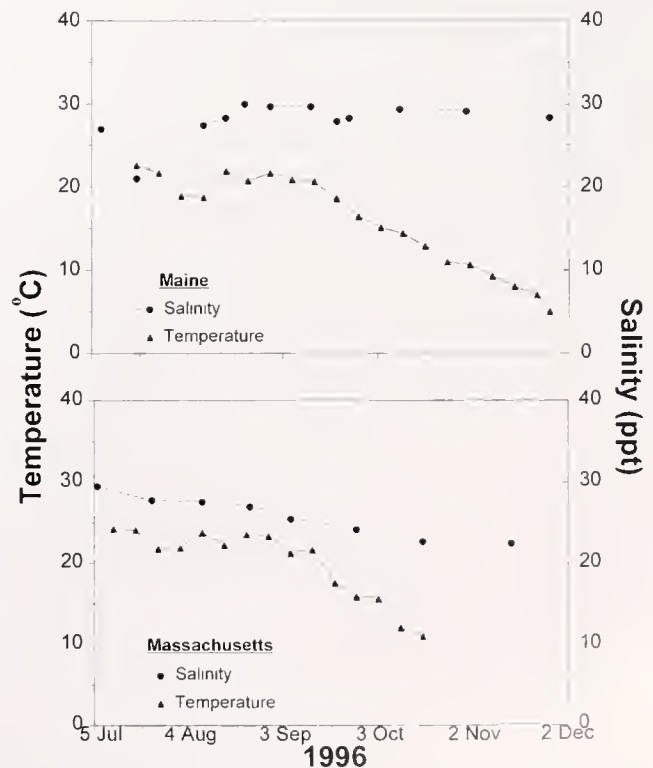 40
30
20
10
0
40
30
20
10
0
Maine
Salinity
Temperature
Temperature (°C)
Salinity (ppt)
40
30
20
10
0
40
30
20
10
0
Massachusetts
Salinity
Temperature
5 Jul 4 Aug 3 Sep 3 Oct 2 Nov 2 Dec
1996